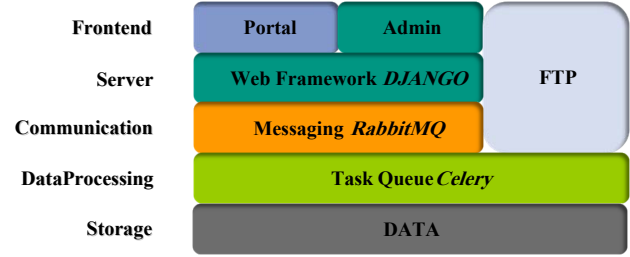 Frontend Portal Admin
Server Web Framework DJANGO FTP
Communication Messaging RabbitMQ
DataProcessing Task Queue Celery
Storage DATA